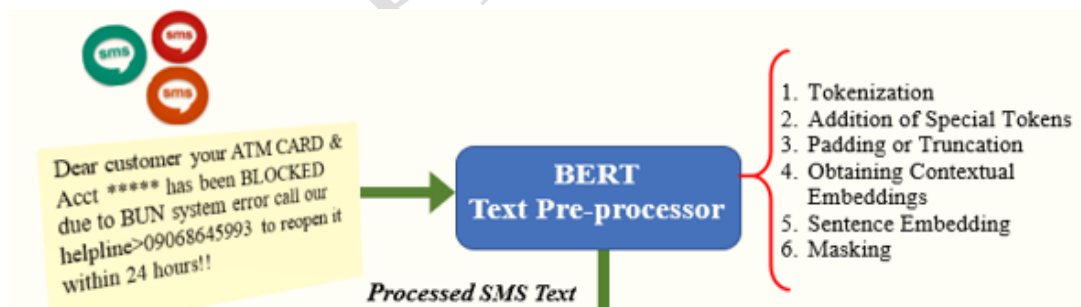 sms
sms
sms
Dear customer your ATM CARD &
Acct ***** has been BLOCKED
due to BUN system error call our
helpline>09068645993 to reopen it
within 24 hours!!
BERT
Text Pre-processor
1. Tokenization
2. Addition of Special Tokens
3. Padding or Truncation
4. Obtaining Contextual
Embeddings
5. Sentence Embedding
6. Masking
Processed SMS Text